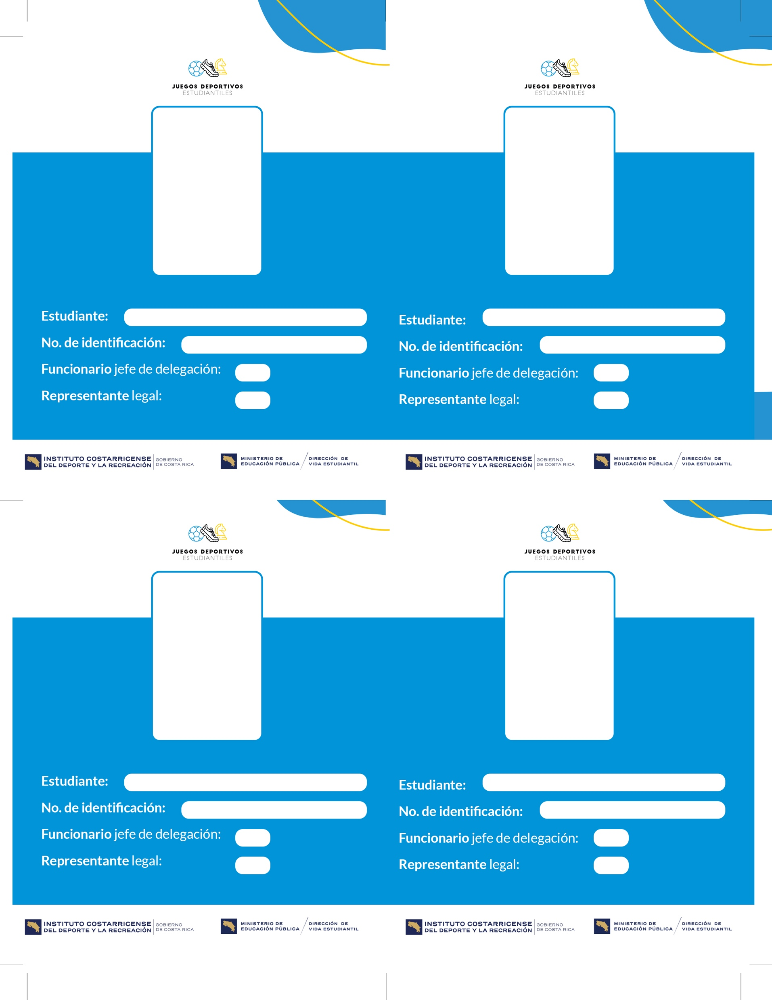 JUEGOS DEPORTIVOS
ESTUDIANTILES
Estudiante:
No. de identificación:
Funcionario jefe de delegación:
Representante legal:
INSTITUTO COSTARRICENSE
DEL DEPORTE Y LA RECREACIÓN
GOBIERNO
DE COSTA RICA
MINISTERIO DE
EDUCACIÓN PÚBLICA
DIRECCIÓN DE
VIDA ESTUDIANTIL
JUEGOS DEPORTIVOS
ESTUDIANTILES
Estudiante:
No. de identificación:
Funcionario jefe de delegación:
Representante legal:
INSTITUTO COSTARRICENSE
DEL DEPORTE Y LA RECREACIÓN
GOBIERNO
DE COSTA RICA
MINISTERIO DE
EDUCACIÓN PÚBLICA
DIRECCIÓN DE
VIDA ESTUDIANTIL
JUEGOS DEPORTIVOS
ESTUDIANTILES
Estudiante:
No. de identificación:
Funcionario jefe de delegación:
Representante legal:
INSTITUTO COSTARRICENSE
DEL DEPORTE Y LA RECREACIÓN
GOBIERNO
DE COSTA RICA
MINISTERIO DE
EDUCACIÓN PÚBLICA
DIRECCIÓN DE
VIDA ESTUDIANTIL
JUEGOS DEPORTIVOS
ESTUDIANTILES
Estudiante:
No. de identificación:
Funcionario jefe de delegación:
Representante legal:
INSTITUTO COSTARRICENSE
DEL DEPORTE Y LA RECREACIÓN
GOBIERNO
DE COSTA RICA
MINISTERIO DE
EDUCACIÓN PÚBLICA
DIRECCIÓN DE
VIDA ESTUDIANTIL